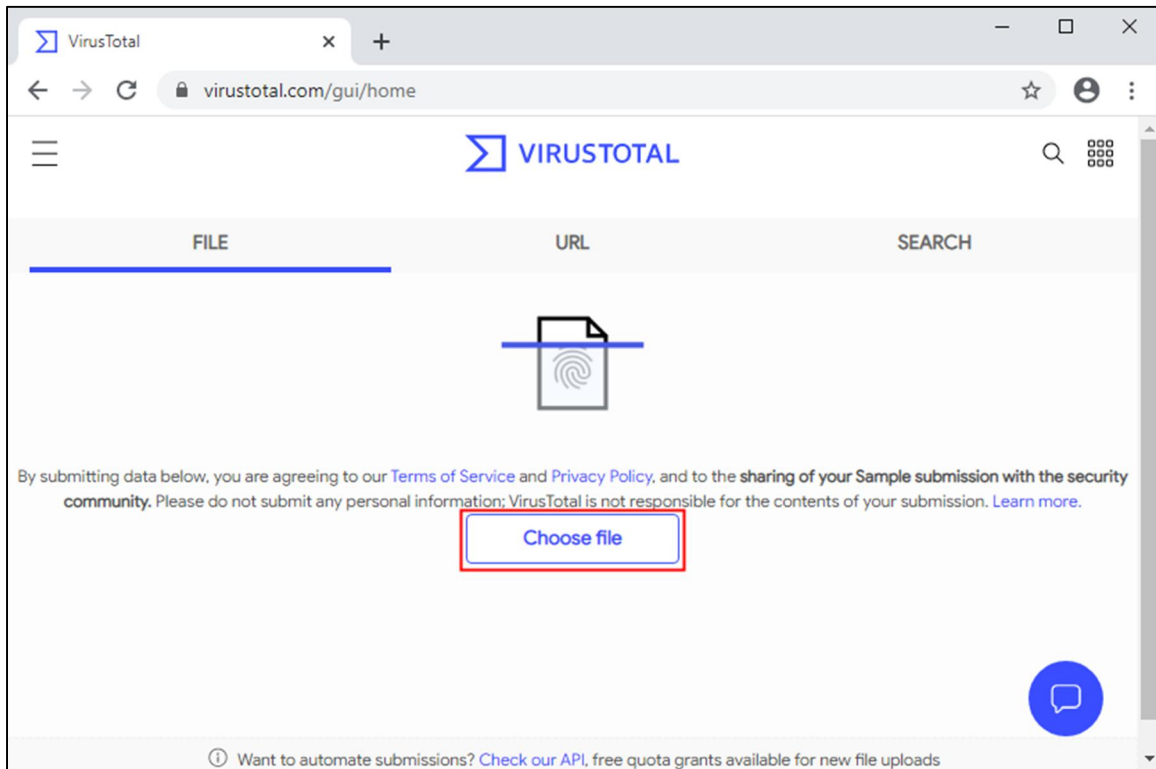 VirusTotal
virustotal.com/gui/home
VIRUSTOTAL
FILE URL SEARCH
By submitting data below, you are agreeing to our Terms of Service and Privacy Policy, and to the sharing of your Sample submission with the security
community. Please do not submit any personal information; VirusTotal is not responsible for the contents of your submission. Learn more.
Choose file
Want to automate submissions? Check our API, free quota grants available for new file uploads